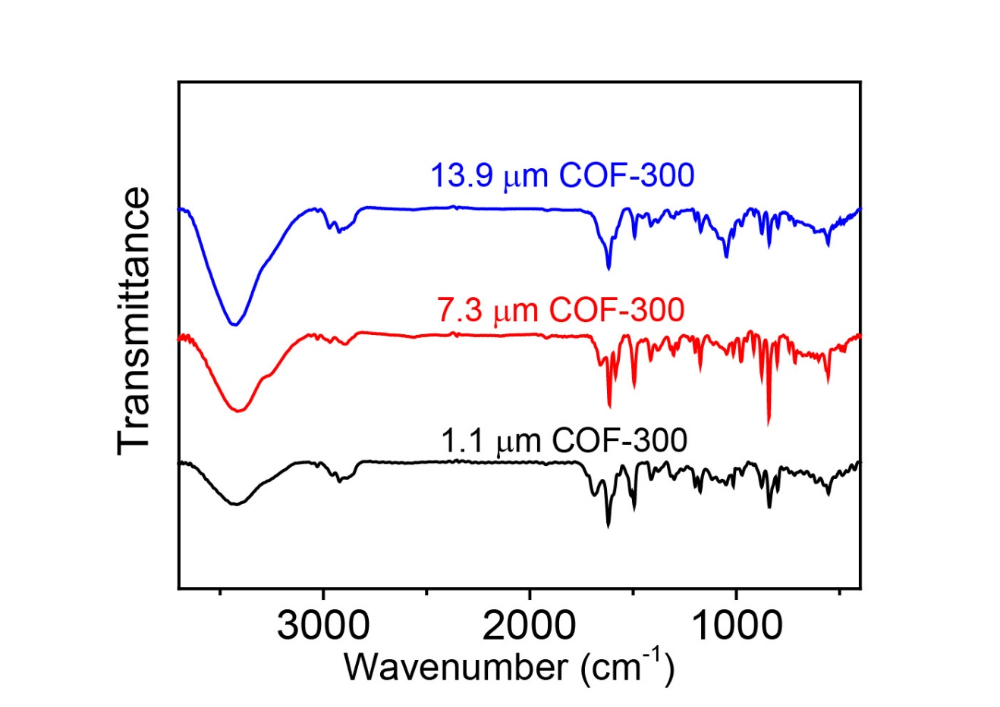 13.9 μm COF-300
7.3 μm COF-300
1.1 μm COF-300
Transmittance
3000 2000 1000
Wavenumber (cm⁻¹)